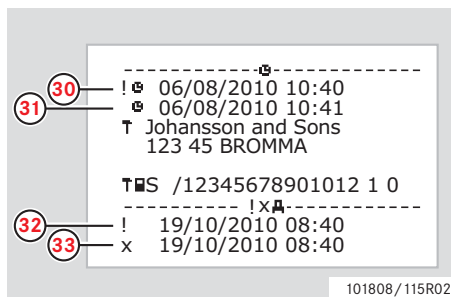 ------------------------
30 ! 06/08/2010 10:40
31 06/08/2010 10:41
T Johansson and Sons
123 45 BROMMA
T S /12345678901012 1 0
---------- !x ------------
32 ! 19/10/2010 08:40
33 x 19/10/2010 08:40
101808/115R02